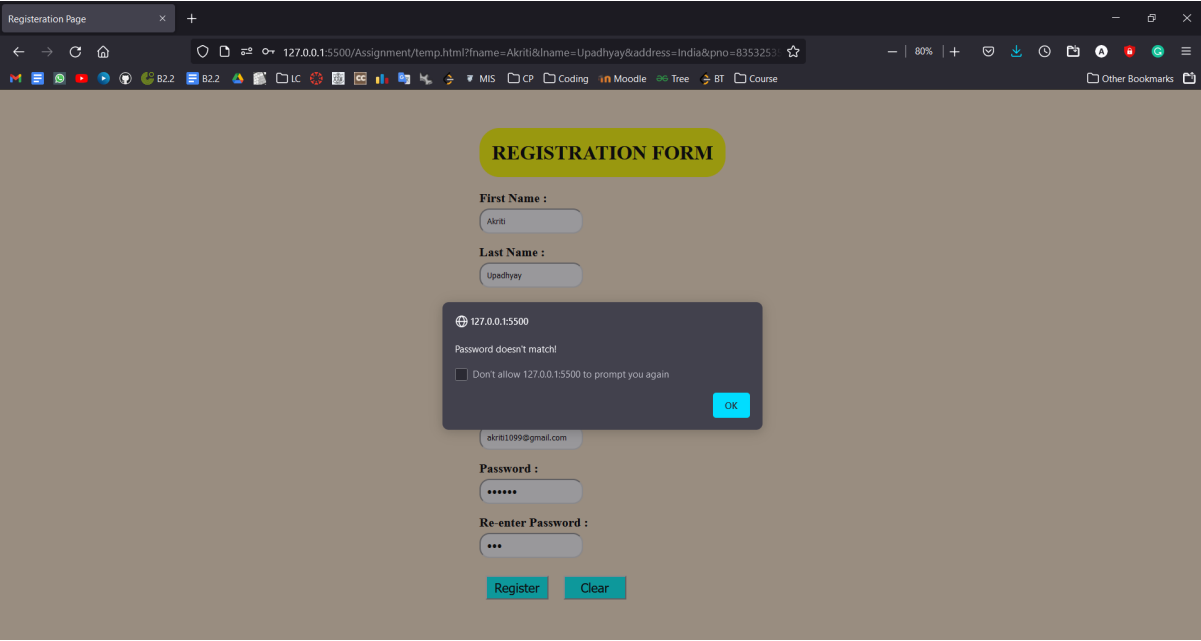 Registeration Page
127.0.0.1:5500/Assignment/temp.html?fname=Akriti&lname=Upadhyay&address=India&pno=8353253
80%
B2.2
B2.2
LC
CC
MIS
CP
Coding
Moodle
Tree
BT
Course
Other Bookmarks
REGISTRATION FORM
First Name :
Akriti
Last Name :
Upadhyay
127.0.0.1:5500
Password doesn't match!
Don't allow 127.0.0.1:5500 to prompt you again
OK
akriti1099@gmail.com
Password :
Re-enter Password :
Register Clear